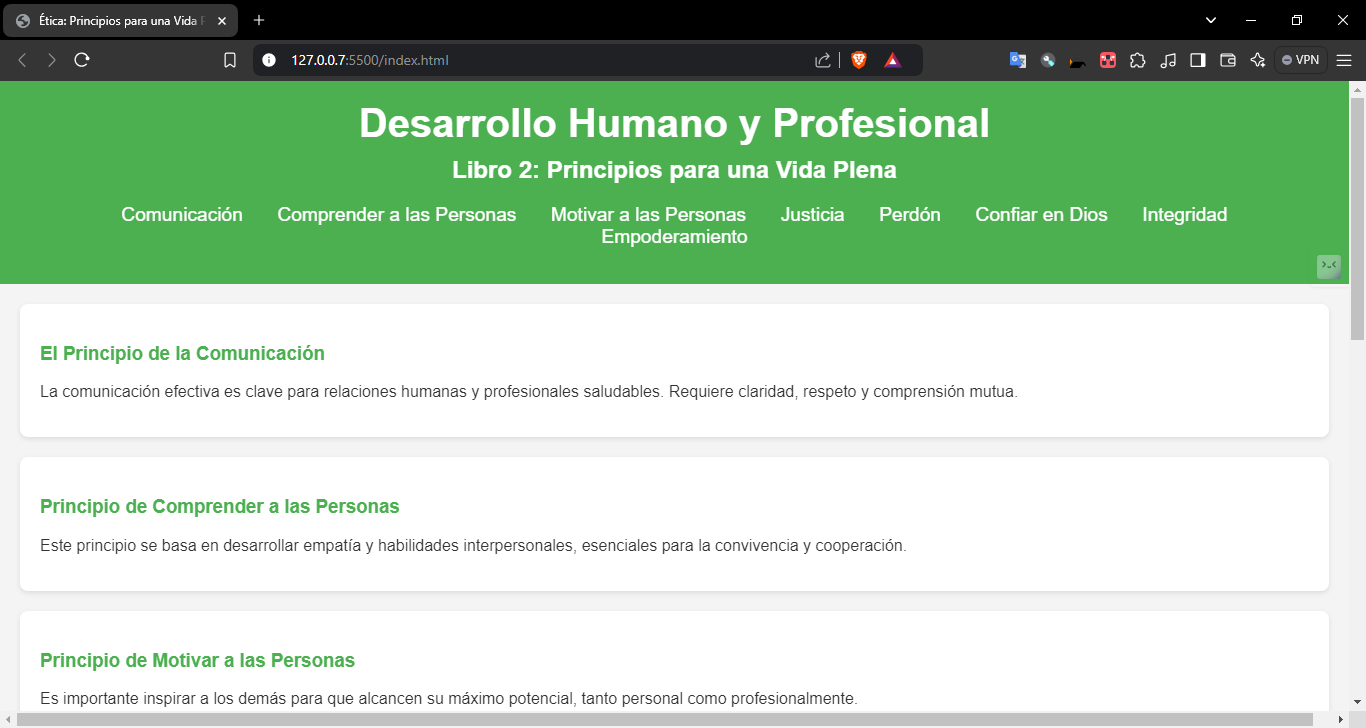 Ética: Principios para una Vida P
127.0.0.7:5500/index.html
VPN
Desarrollo Humano y Profesional
Libro 2: Principios para una Vida Plena
Comunicación Comprender a las Personas Motivar a las Personas Justicia Perdón Confiar en Dios Integridad
Empoderamiento
El Principio de la Comunicación
La comunicación efectiva es clave para relaciones humanas y profesionales saludables. Requiere claridad, respeto y comprensión mutua.
Principio de Comprender a las Personas
Este principio se basa en desarrollar empatía y habilidades interpersonales, esenciales para la convivencia y cooperación.
Principio de Motivar a las Personas
Es importante inspirar a los demás para que alcancen su máximo potencial, tanto personal como profesionalmente.